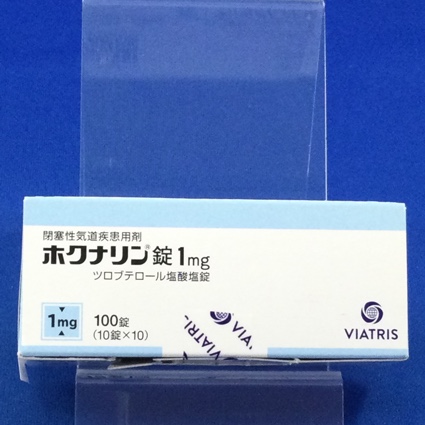 閉塞性気道疾患用剤
ホクナリン®錠1mg
ツロブテロール塩酸塩錠
1mg
100錠
(10錠×10)
VIATRIS
VIATRIS